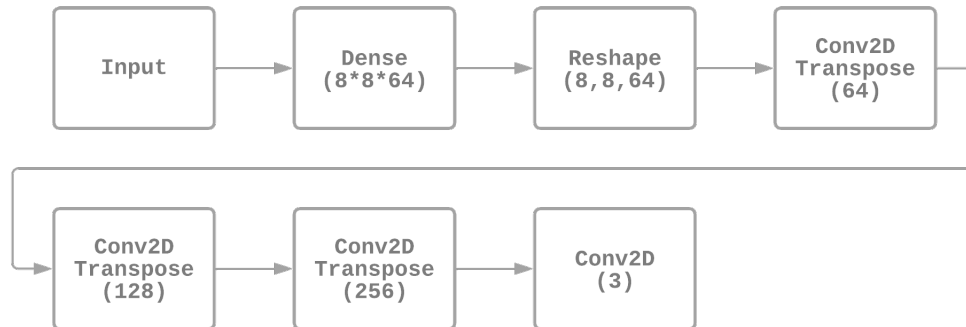 Input
Dense
(8*8*64)
Reshape
(8,8,64)
Conv2D
Transpose
(64)
Conv2D
Transpose
(128)
Conv2D
Transpose
(256)
Conv2D
(3)